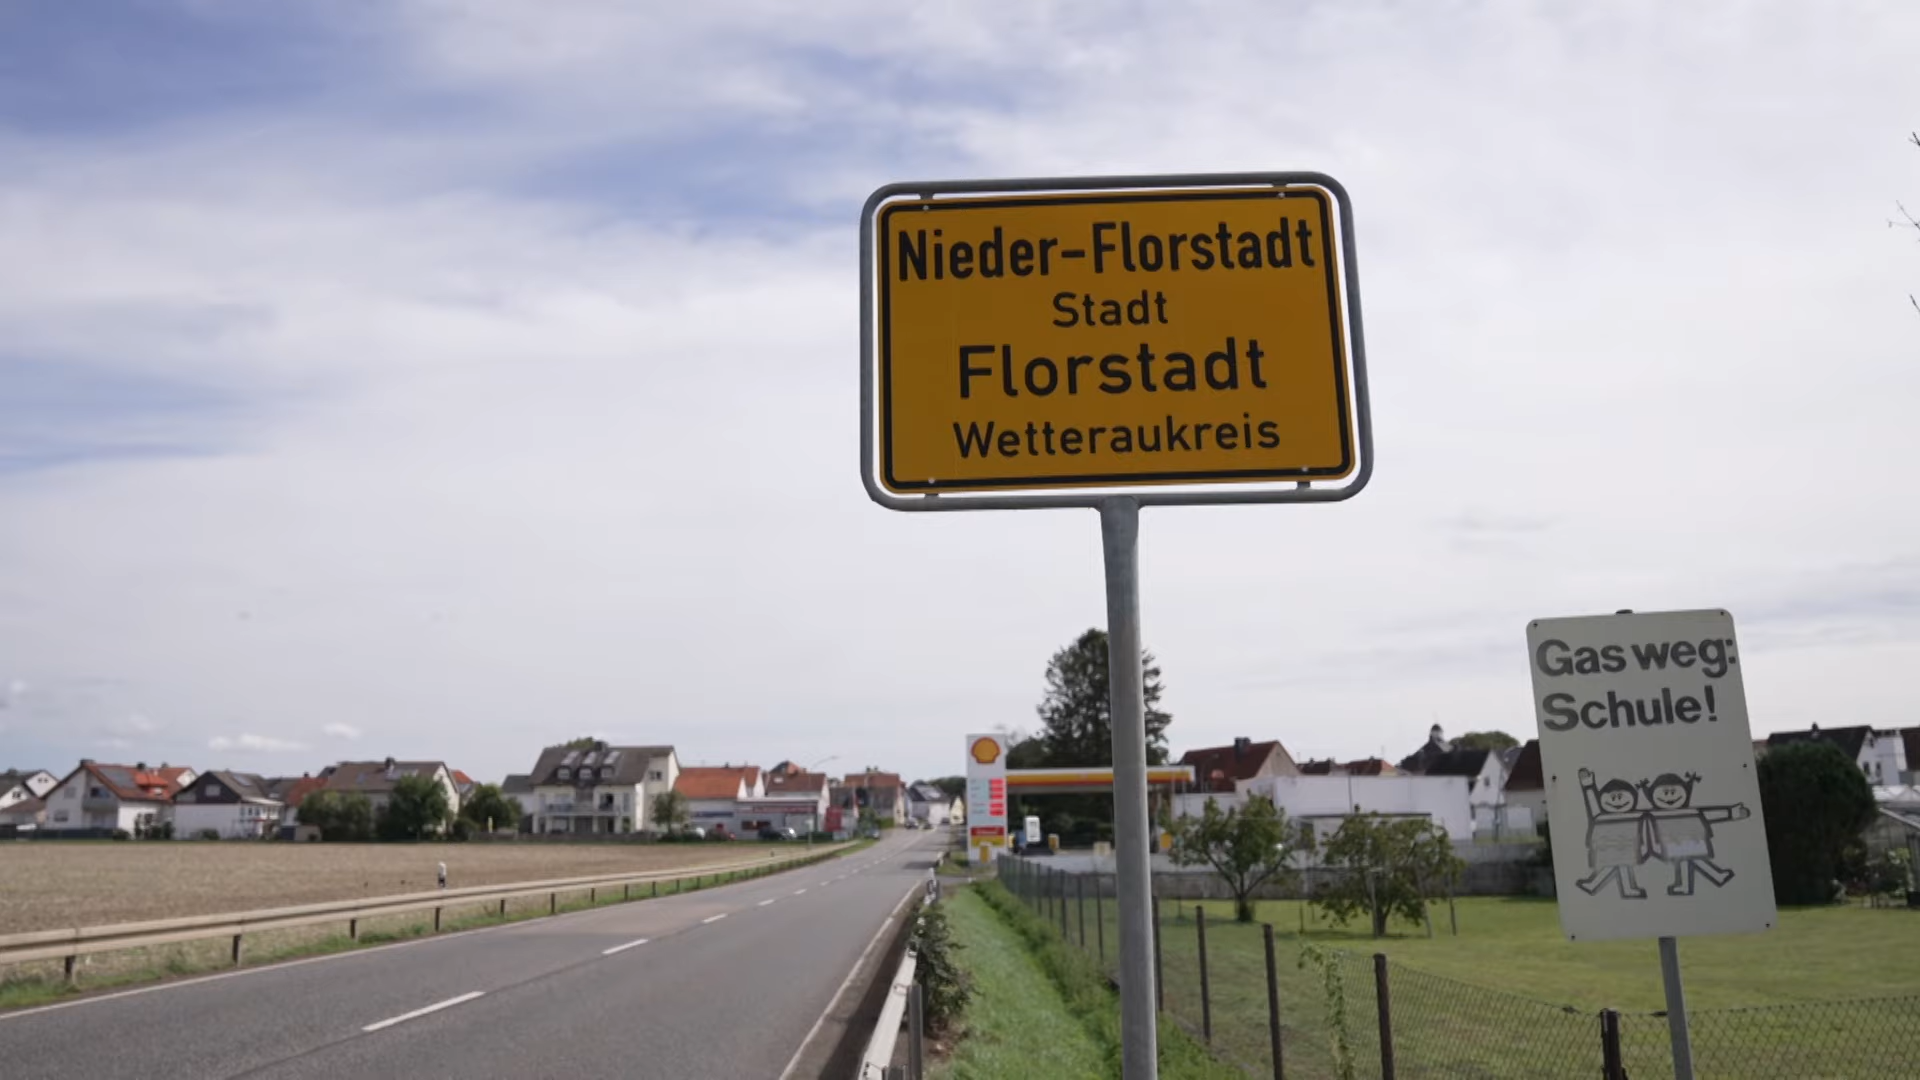 Nieder-Florstadt
Stadt
Florstadt
Wetteraukreis
Gas weg:
Schule!